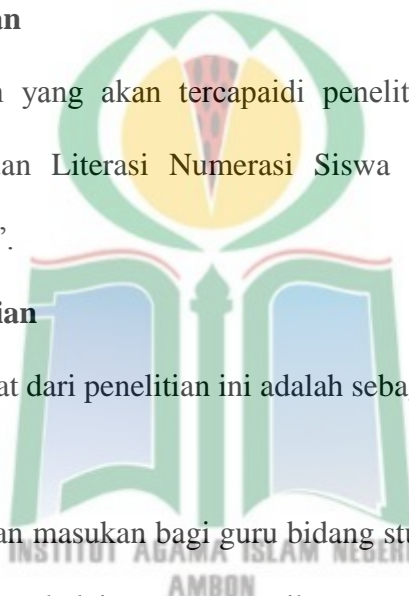 an
yang akan tercapaidi penelit
an Literasi Numerasi Siswa
”.
ian
at dari penelitian ini adalah seba
an masukan bagi guru bidang stu
INSTITUT AGAMA ISLAM NEGERI
AMBON